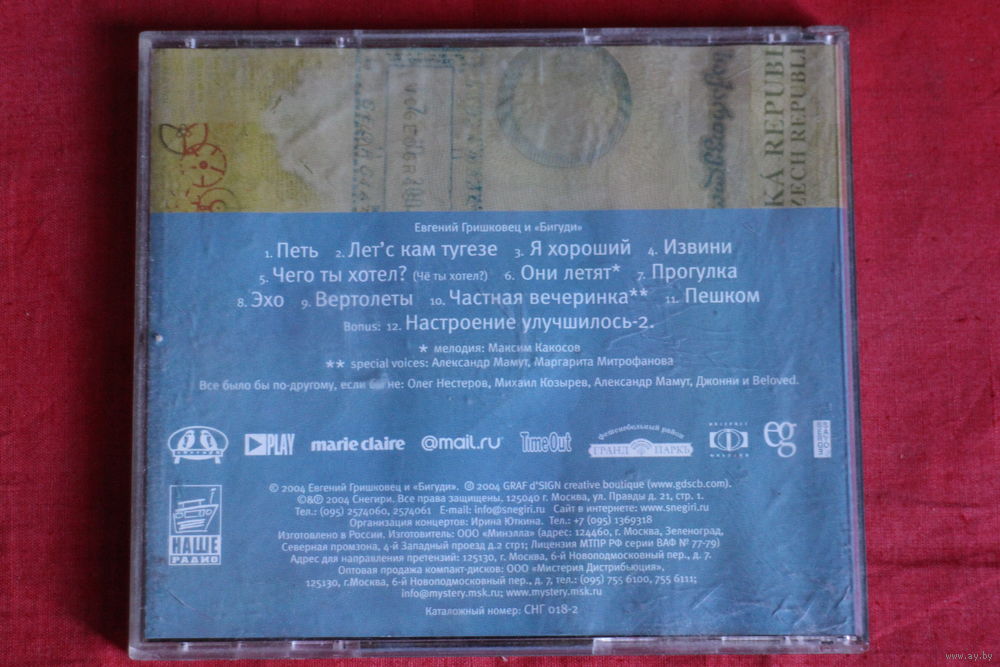 KÁ REPUBLI
ZECH REPUBLI
Евгений Гришковец и «Бигуди»
1. Петь 2. Лет'с кам тугезе 3. Я хороший 4. Извини
5. Чего ты хотел? (Чё ты хотел?) 6. Они летят* 7. Прогулка
8. Эхо 9. Вертолеты 10. Частная вечеринка** 11. Пешком
Bonus: 12. Настроение улучшилось-2.
* мелодия: Максим Какосов
** special voices: Александр Мамут, Маргарита Митрофанова
Все было бы по-другому, если не: Олег Нестеров, Михаил Козырев, Александр Мамут, Джонни и Beloved.
PLAY marie claire @mail.ru TimeOut
фешенебельный район
ГРАНД ПАРКЪ
eg
© 2004 Евгений Гришковец и «Бигуди». © 2004 GRAF d'SIGN creative boutique (www.gdscb.com).
©&℗ 2004 Снегири. Все права защищены. 125040 г. Москва, ул. Правды д. 21, стр. 1.
Тел.: (095) 2574060, 2574061 E-mail: info@snegiri.ru Сайт в интернете: www.snegiri.ru
Организация концертов: Ирина Юткина. Тел.: +7 (095) 1369318
Изготовлено в России. Изготовитель: ООО «Минэлла» (адрес: 124460, г. Москва, Зеленоград,
Северная промзона, 4-й Западный проезд д.2 стр1; Лицензия МТПР РФ серии ВАФ № 77-79)
Адрес для направления претензий: 125130, г. Москва, 6-й Новоподмосковный пер., д. 7.
Оптовая продажа компакт-дисков: ООО «Мистерия Дистрибьюция»,
125130, г.Москва, 6-й Новоподмосковный пер., д. 7, тел.: (095) 755 6100, 755 6111;
info@mystery.msk.ru; www.mystery.msk.ru
Каталожный номер: СНГ 018-2
НАШЕ
РАДИО
www.ay.by